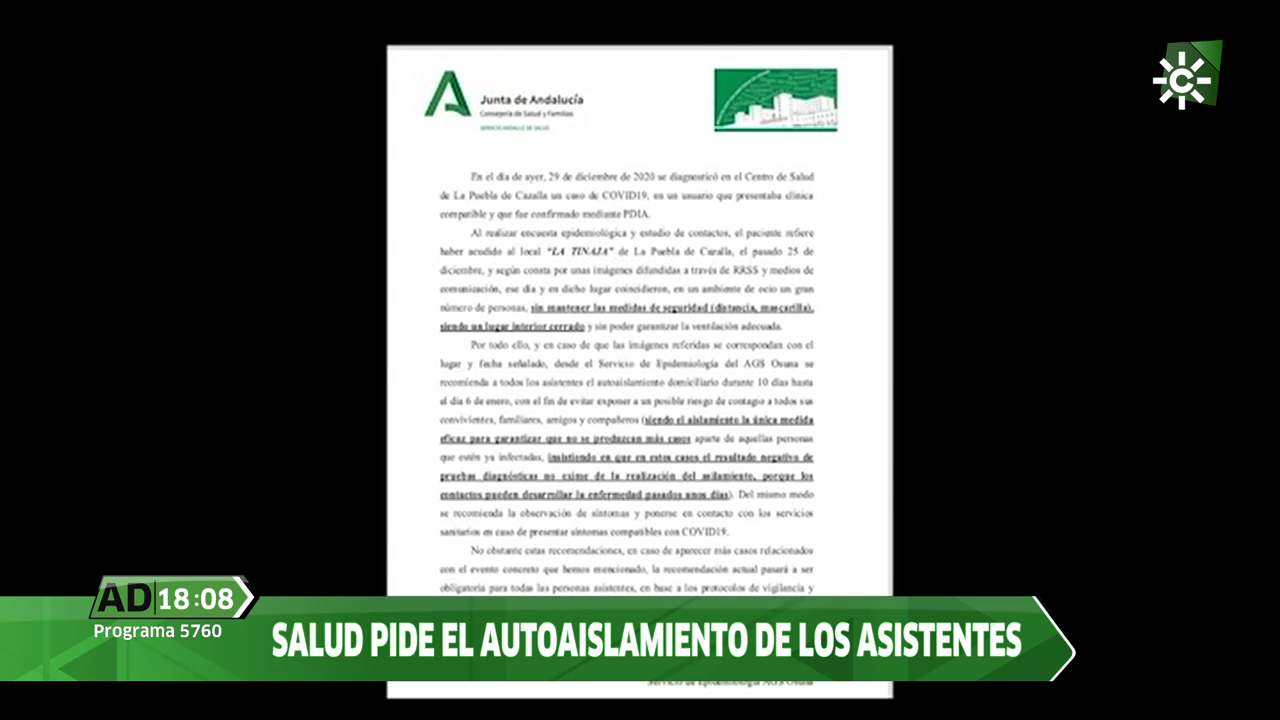 Junta de Andalucía
Consejería de Salud y Familias
SERVICIO ANDALUZ DE SALUD
C
En el día de ayer, 29 de diciembre de 2020 se diagnosticó en el Centro de Salud
de La Puebla de Cazalla un caso de COVID19, en un usuario que presentaba clínica
compatible y que fue confirmado mediante PDIA.
Al realizar encuesta epidemiológica y estudio de contactos, el paciente refiere
haber acudido al local "LA TINAJA" de La Puebla de Cazalla, el pasado 25 de
diciembre, y según consta por unas imágenes difundidas a través de RRSS y medios de
comunicación, ese día y en dicho lugar coincidieron, en un ambiente de ocio un gran
número de personas, sin mantener las medidas de seguridad (distancia, mascarilla),
siendo un lugar interior cerrado y sin poder garantizar la ventilación adecuada.
Por todo ello, y en caso de que las imágenes referidas se correspondan con el
lugar y fecha señalado, desde el Servicio de Epidemiología del AGS Osuna se
recomienda a todos los asistentes el autoaislamiento domiciliario durante 10 días hasta
el día 6 de enero, con el fin de evitar exponer a un posible riesgo de contagio a todos sus
convivientes, familiares, amigos y compañeros (siendo el aislamiento la única medida
eficaz para garantizar que no se produzcan más casos aparte de aquellas personas
que estén ya infectadas, (insistiendo en que en estos casos el resultado negativo de
pruebas diagnósticas no exime de la realización del asilamiento, porque los
contactos pueden desarrollar la enfermedad pasados unos días). Del mismo modo
se recomienda la observación de síntomas y ponerse en contacto con los servicios
sanitarios en caso de presentar síntomas compatibles con COVID19.
No obstante estas recomendaciones, en caso de aparecer más casos relacionados
con el evento concreto que hemos mencionado, la recomendación actual pasará a ser
obligatoria para todas las personas asistentes, en base a los protocolos de vigilancia y
AD 18:08
Programa 5760
SALUD PIDE EL AUTOAISLAMIENTO DE LOS ASISTENTES
Servicio de Epidemiología AGS Osuna